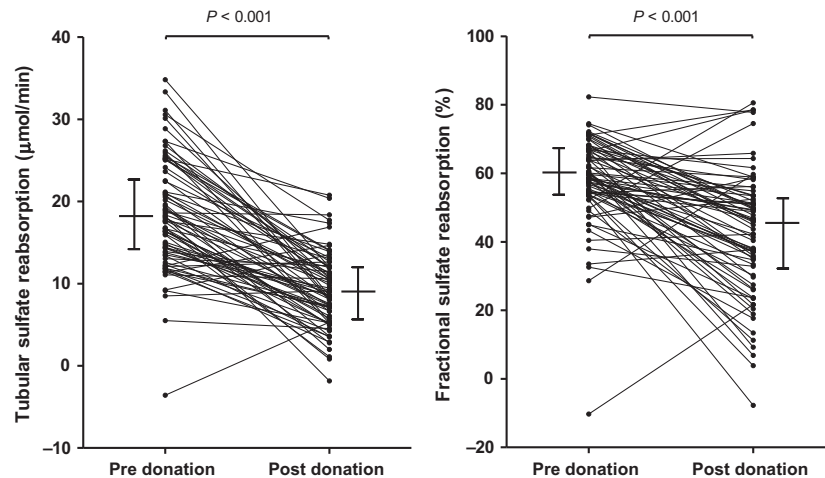 P < 0.001
Tubular sulfate reabsorption (μmol/min)
40
30
20
10
0
–10
Pre donation
Post donation
P < 0.001
Fractional sulfate reabsorption (%)
100
80
60
40
20
0
–20
Pre donation
Post donation